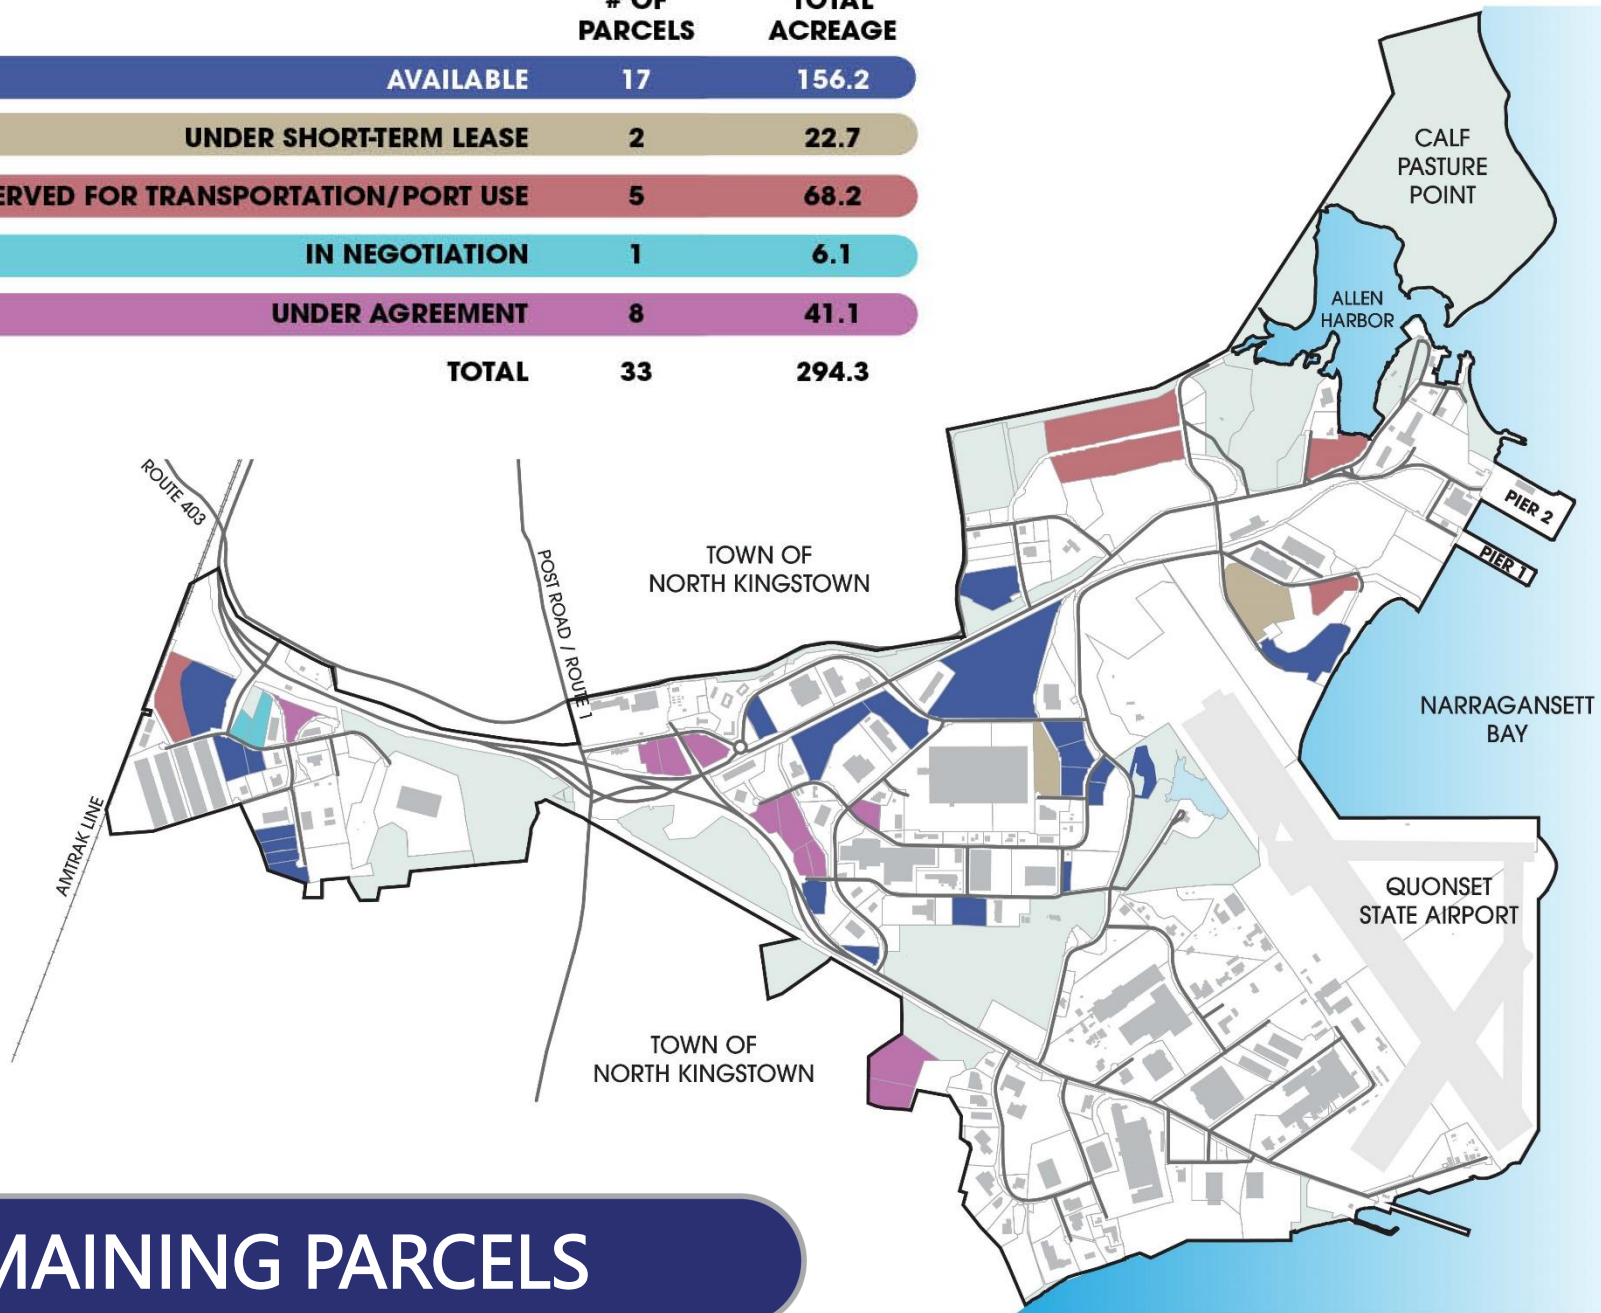 # OF TOTAL
PARCELS ACREAGE
AVAILABLE 17 156.2
UNDER SHORT-TERM LEASE 2 22.7
ERVED FOR TRANSPORTATION/PORT USE 5 68.2
IN NEGOTIATION 1 6.1
UNDER AGREEMENT 8 41.1
TOTAL 33 294.3
CALF
PASTURE
POINT
ALLEN
HARBOR
ROUTE 403
POST ROAD / ROUTE 1
TOWN OF
NORTH KINGSTOWN
PIER 2
PIER 1
NARRAGANSETT
BAY
AMTRAK LINE
QUONSET
STATE AIRPORT
TOWN OF
NORTH KINGSTOWN
MAINING PARCELS